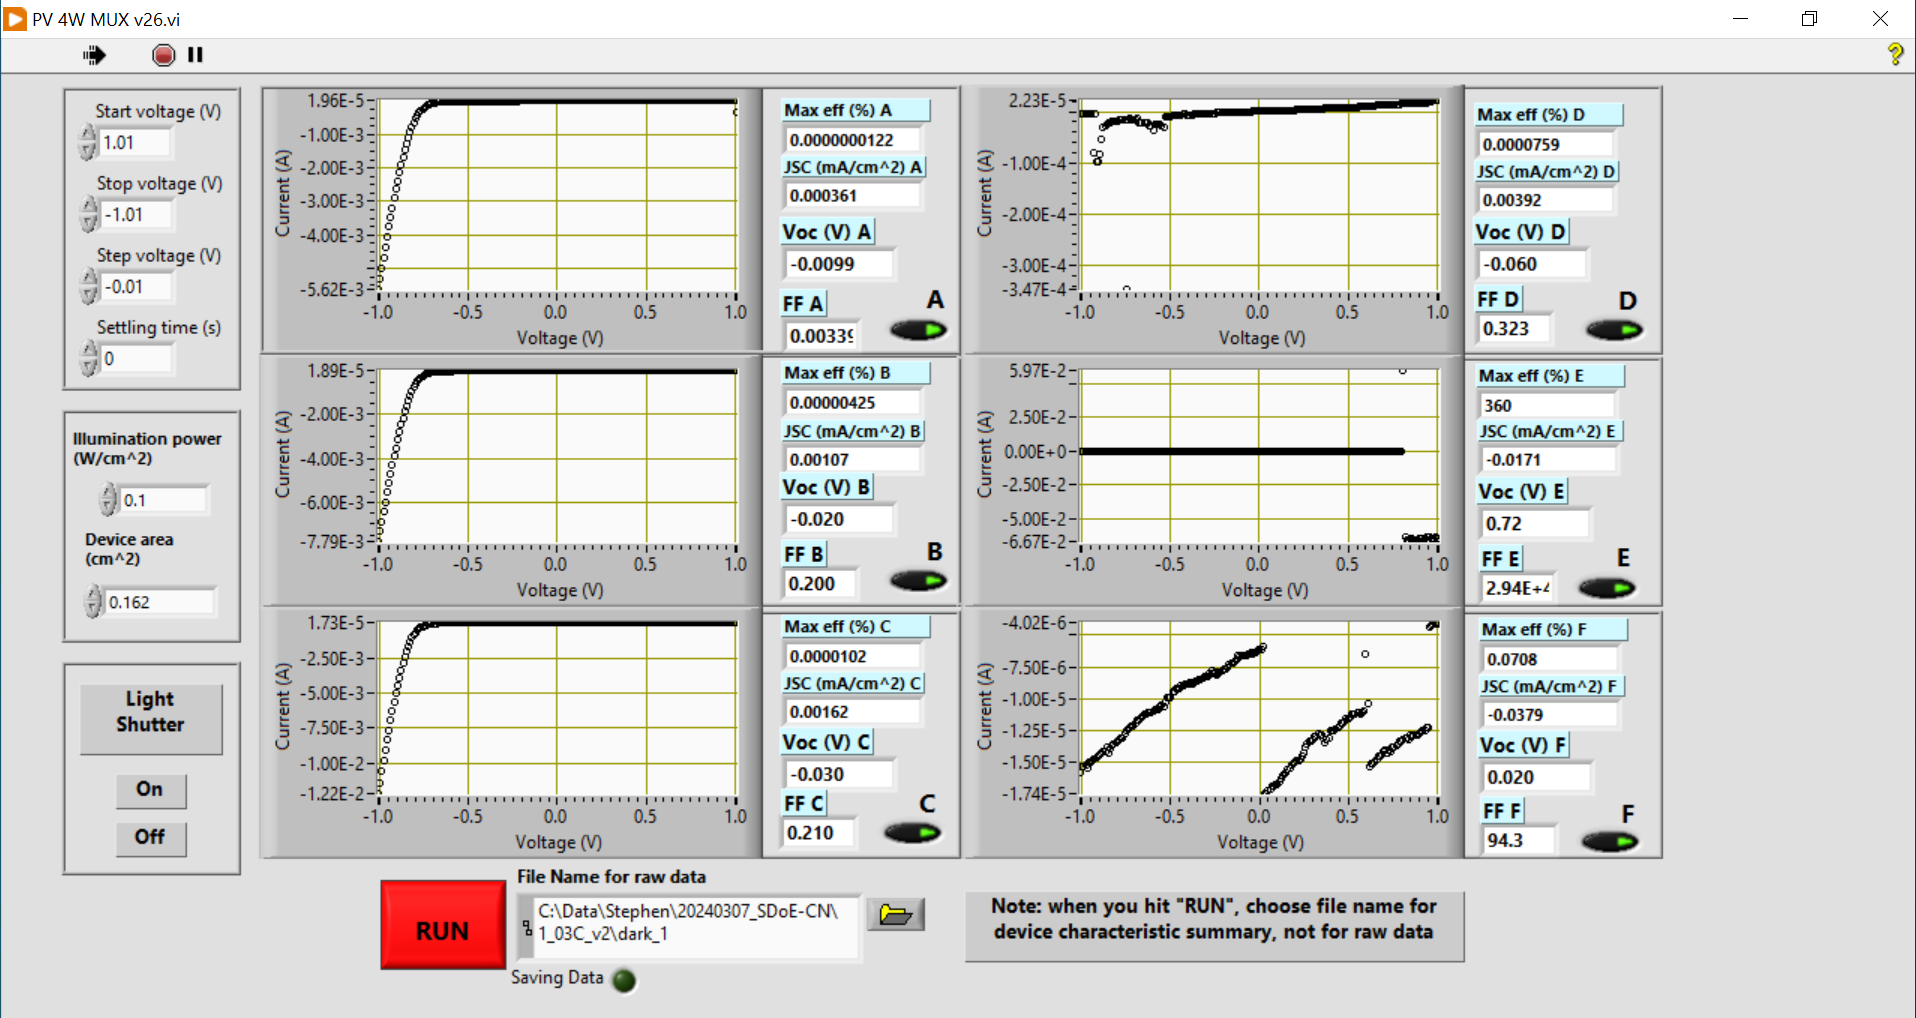 PV 4W MUX v26.vi
Start voltage (V)
1.01
Stop voltage (V)
-1.01
Step voltage (V)
-0.01
Settling time (s)
0
Illumination power
(W/cm^2)
0.1
Device area
(cm^2)
0.162
Light
Shutter
On
Off
Current (A)
1.96E-5
-1.00E-3
-2.00E-3
-3.00E-3
-4.00E-3
-5.62E-3
-1.0 -0.5 0.0 0.5 1.0
Voltage (V)
Max eff (%) A
0.0000000122
JSC (mA/cm^2) A
0.000361
Voc (V) A
-0.0099
FF A
A
Current (A)
1.89E-5
-2.00E-3
-4.00E-3
-6.00E-3
-7.79E-3
-1.0 -0.5 0.0 0.5 1.0
Voltage (V)
Max eff (%) B
0.00000425
JSC (mA/cm^2) B
0.00107
Voc (V) B
-0.020
FF B
0.200
B
Current (A)
1.73E-5
-2.50E-3
-5.00E-3
-7.50E-3
-1.00E-2
-1.22E-2
-1.0 -0.5 0.0 0.5 1.0
Voltage (V)
Max eff (%) C
0.0000102
JSC (mA/cm^2) C
0.00162
Voc (V) C
-0.030
FF C
0.210
C
Current (A)
2.23E-5
-1.00E-4
-2.00E-4
-3.00E-4
-3.47E-4
-1.0 -0.5 0.0 0.5 1.0
Voltage (V)
Max eff (%) D
0.0000759
JSC (mA/cm^2) D
0.00392
Voc (V) D
-0.060
FF D
0.323
D
Current (A)
5.97E-2
2.50E-2
0.00E+0
-2.50E-2
-5.00E-2
-6.67E-2
-1.0 -0.5 0.0 0.5 1.0
Voltage (V)
Max eff (%) E
360
JSC (mA/cm^2) E
-0.0171
Voc (V) E
0.72
FF E
E
Current (A)
-4.02E-6
-7.50E-6
-1.00E-5
-1.25E-5
-1.50E-5
-1.74E-5
-1.0 -0.5 0.0 0.5 1.0
Voltage (V)
Max eff (%) F
0.0708
JSC (mA/cm^2) F
-0.0379
Voc (V) F
0.020
FF F
94.3
F
RUN
File Name for raw data
C:\Data\Stephen\20240307_SDoE-CN\
1_03C_v2\dark_1
Saving Data
Note: when you hit "RUN", choose file name for
device characteristic summary, not for raw data